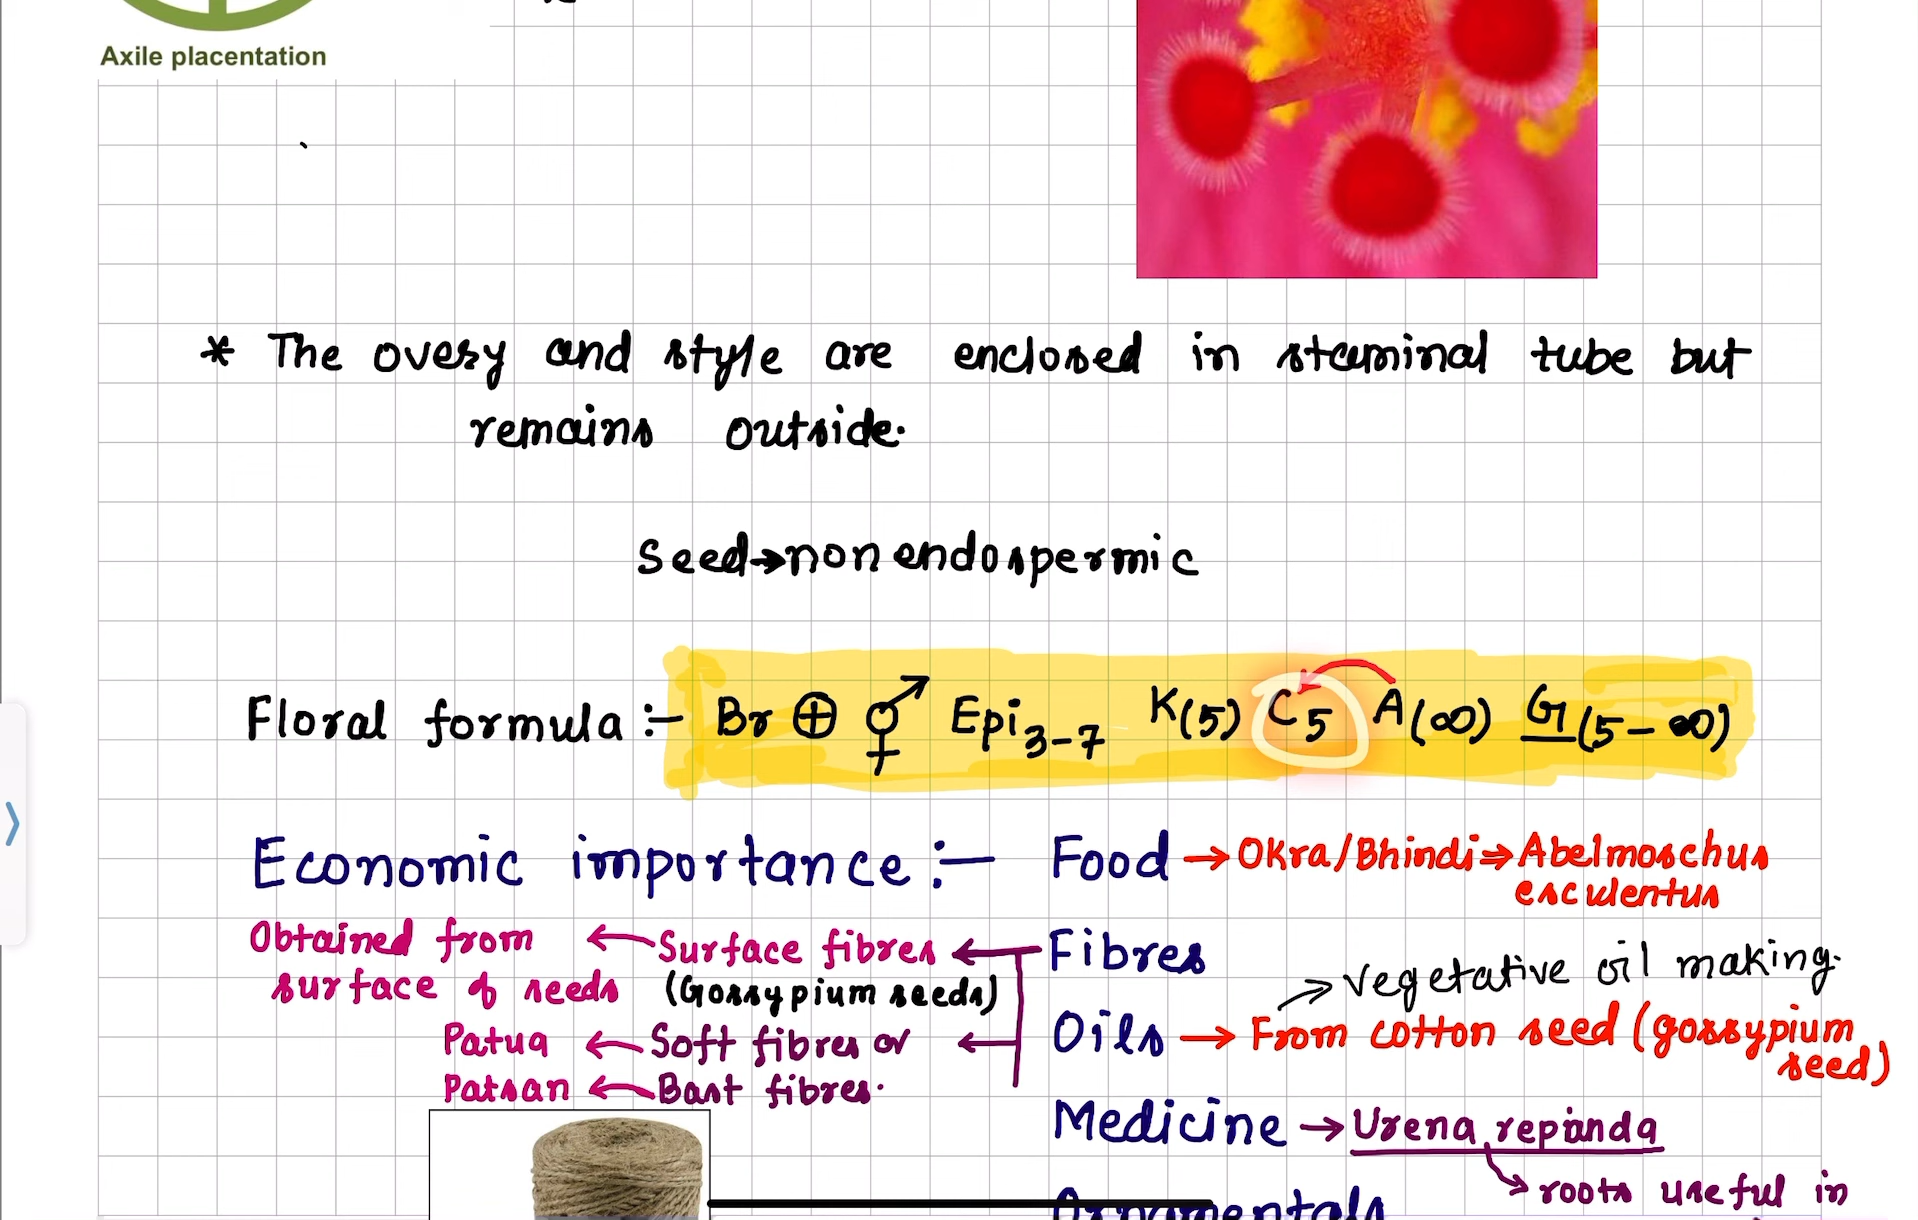 Axile placentation
* The overy and style are enclosed in staminal tube but
remains outside.
Seed→non endospermic
Floral formula :- Br ⊕ ⚥ Epi3-7 K(5) C5 A(∞) G(5-∞)
Economic importance :- Food → Okra/Bhindi ⇒ Abelmoschus
esculentus
Obtained from ← Surface fibres ← Fibres
surface of seeds (Gossypium seeds)
→ vegetative oil making.
Patua ← Soft fibres or ←
Oils → From cotton seed (gossypium
seed)
Patsan ← Bast fibres.
Medicine → Urena repanda
→ roots useful in
Ornamentals